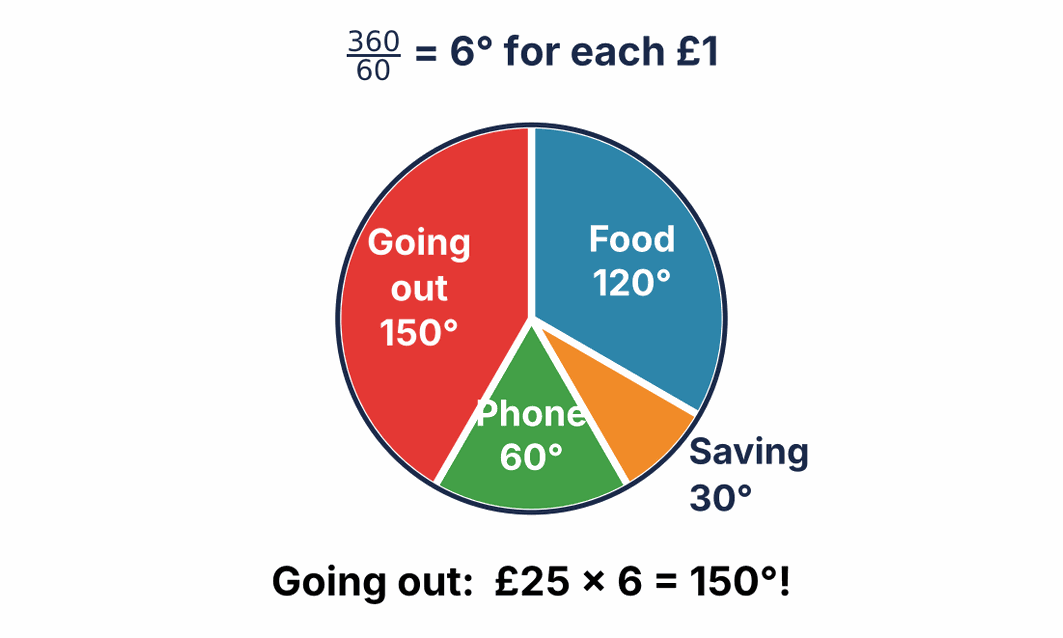 360/60 = 6° for each £1
Going
out
150°
Food
120°
Phone
60°
Saving
30°
Going out: £25 × 6 = 150°!